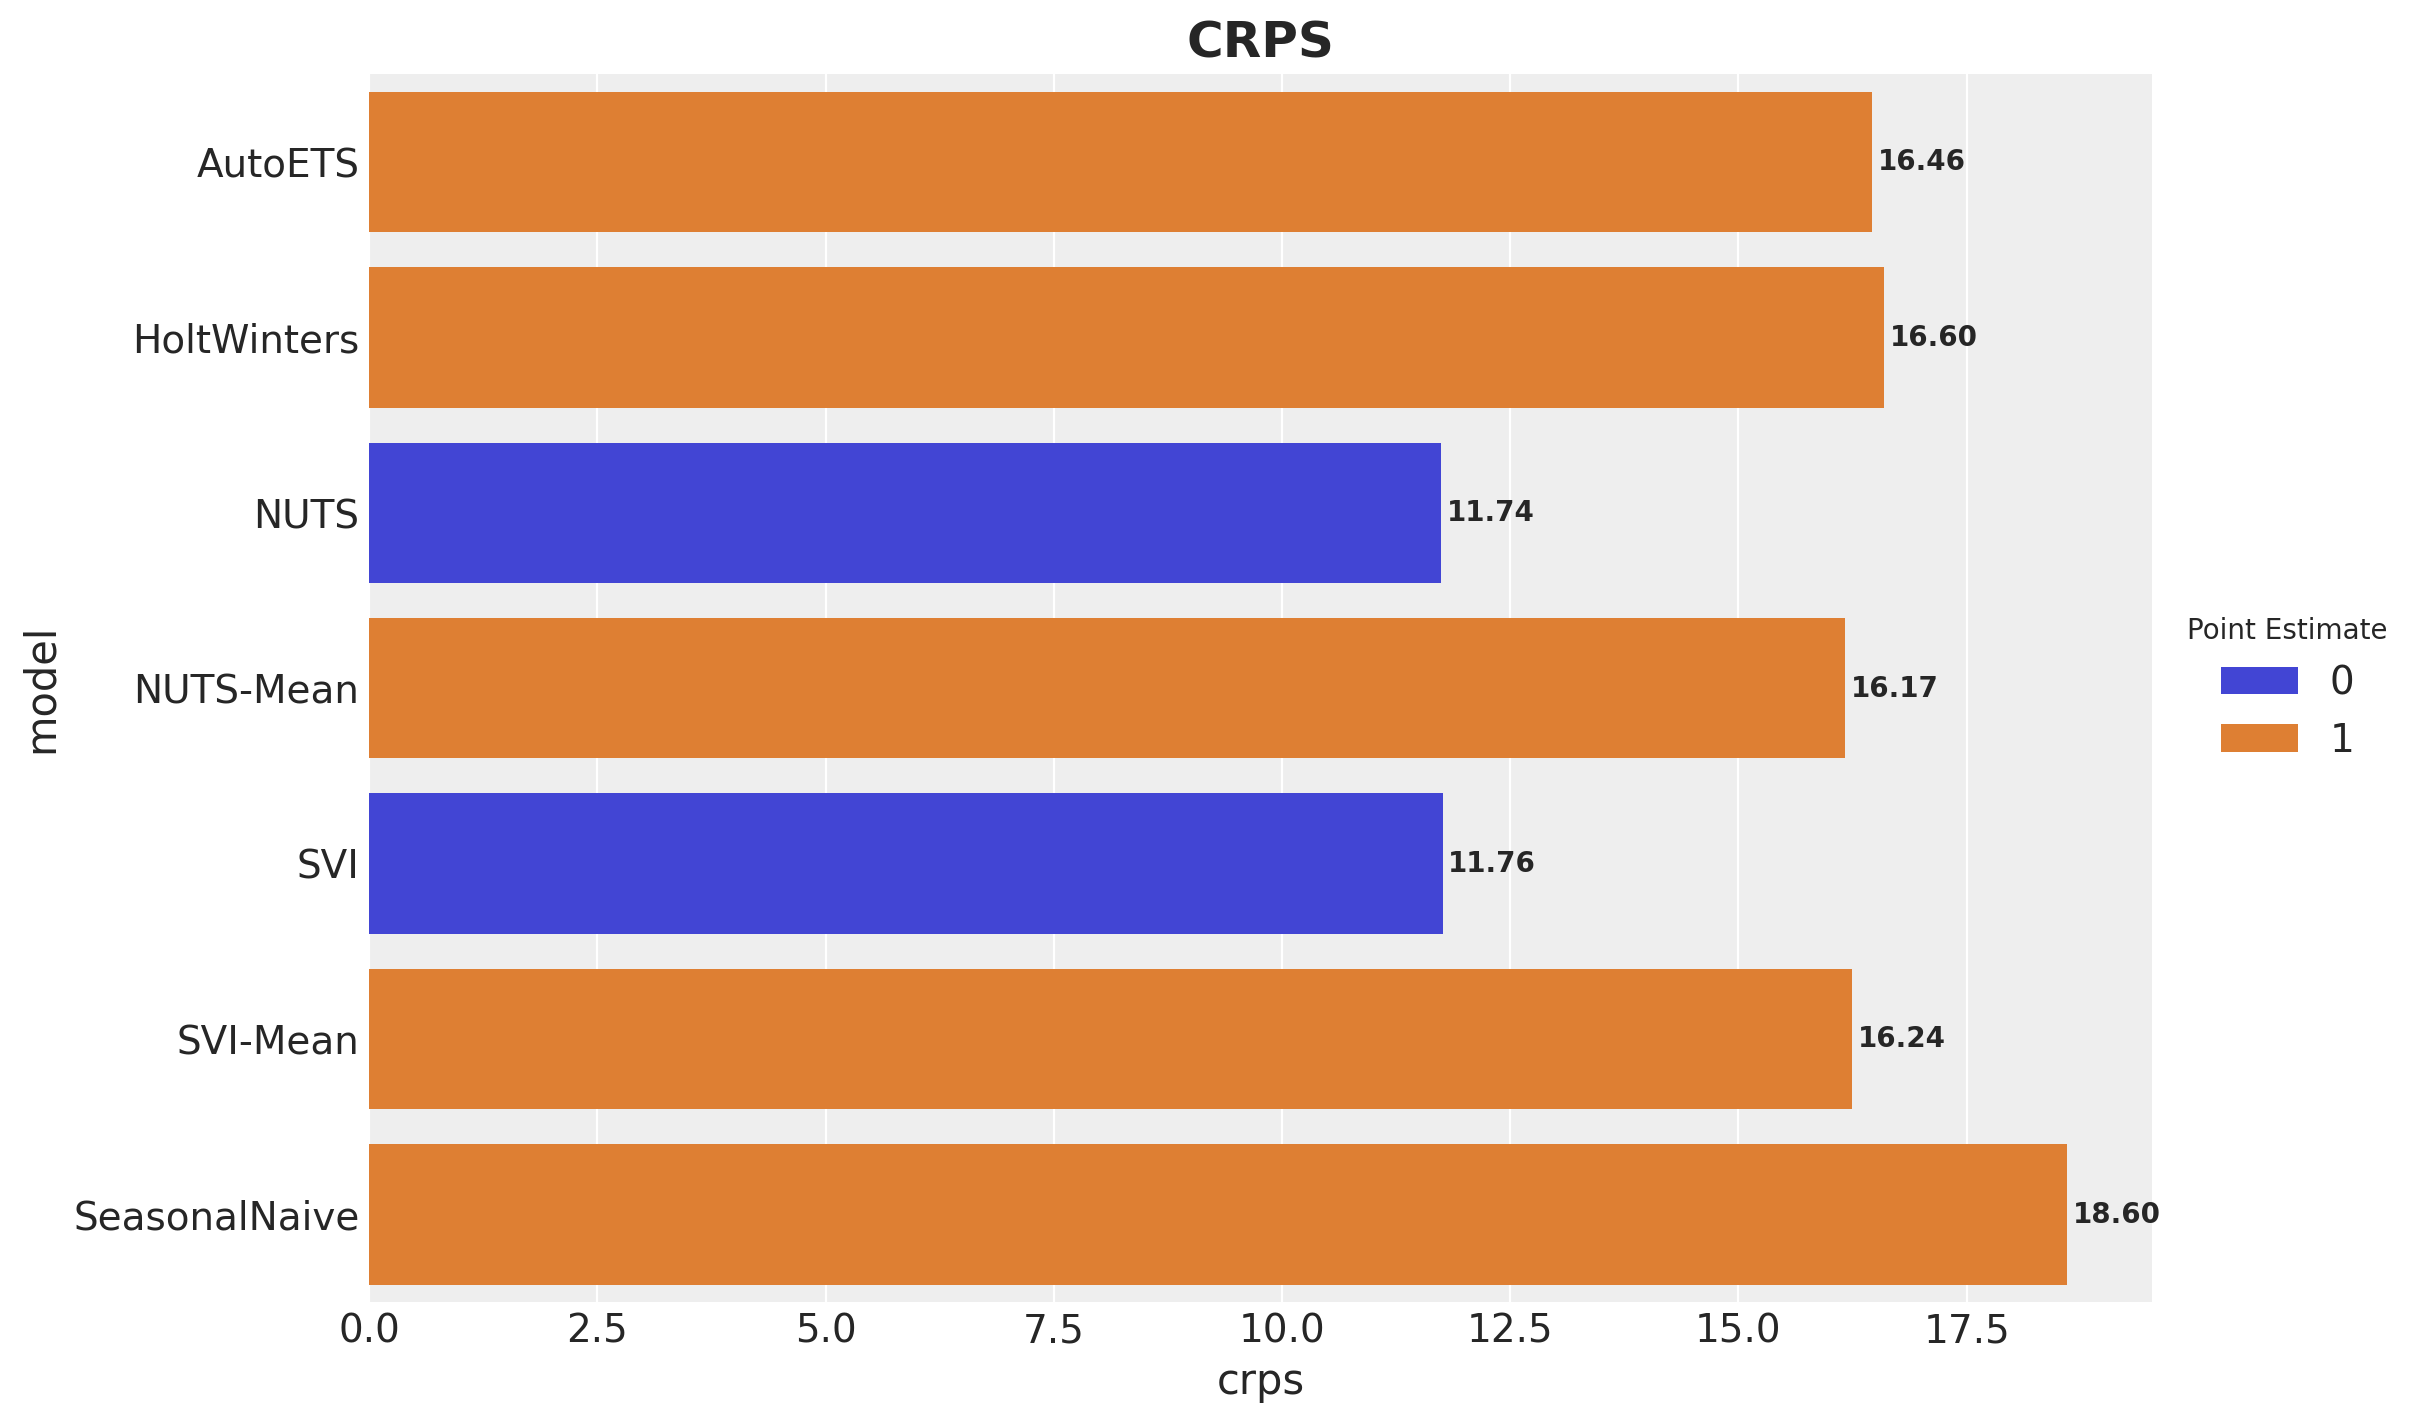 CRPS
AutoETS
16.46
HoltWinters
16.60
NUTS
11.74
NUTS-Mean
16.17
SVI
11.76
SVI-Mean
16.24
SeasonalNaive
18.60
model
0.0 2.5 5.0 7.5 10.0 12.5 15.0 17.5
crps
Point Estimate
0
1